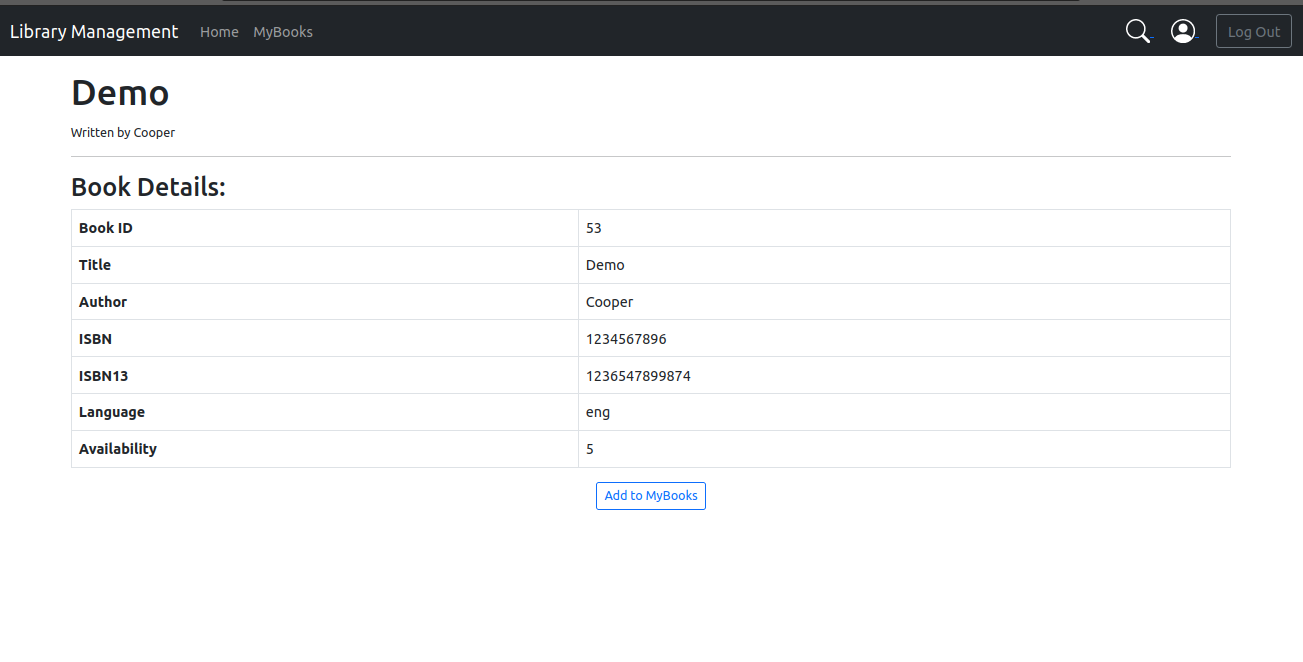 Library Management Home MyBooks Log Out
Demo
Written by Cooper
Book Details:
Book ID 53
Title Demo
Author Cooper
ISBN 1234567896
ISBN13 1236547899874
Language eng
Availability 5
Add to MyBooks